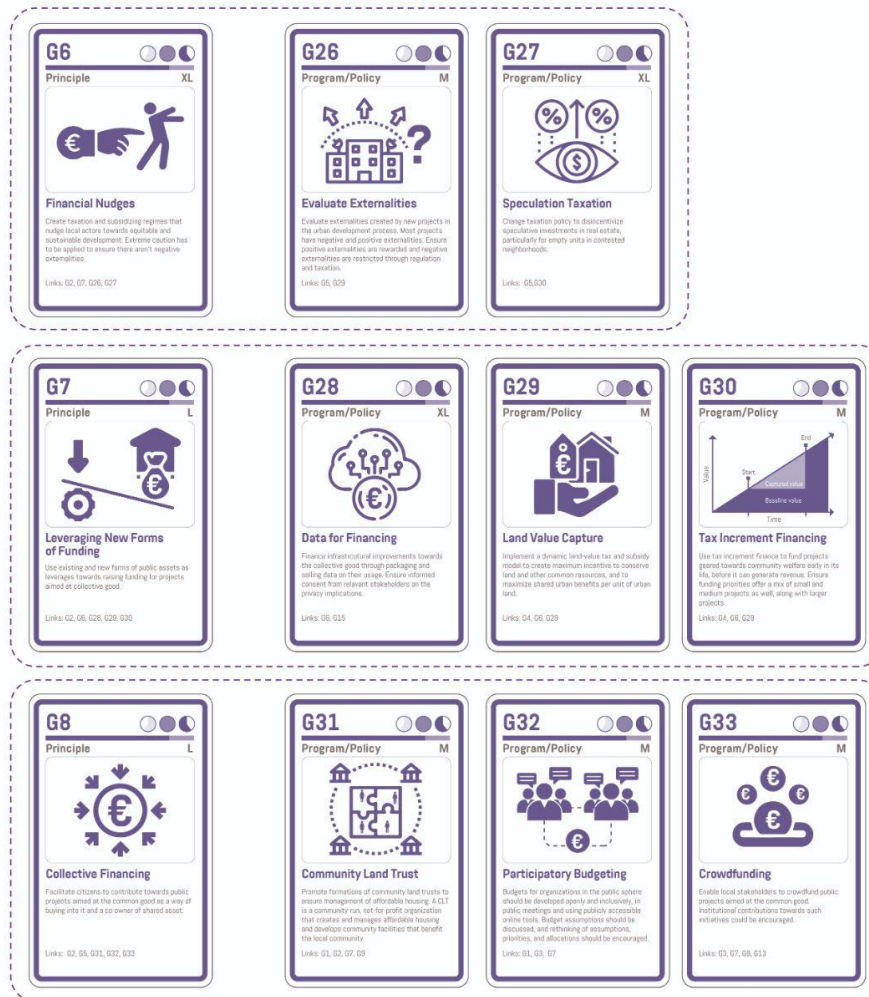 G6
Principle XL
€
Financial Nudges
Create taxation and subsidizing regimes that
nudge local actors towards equitable and
sustainable development. Extreme caution has
to be applied to ensure there aren't negative
externalities.
Links: G2, G7, G26, G27
G26
Program/Policy M
?
Evaluate Externalities
Evaluate externalities created by new projects in
the urban development process. Most projects
have negative and positive externalities. Ensure
positive externalities are rewarded and negative
externalities are restricted through regulation
and taxation.
Links: G5, G29
G27
Program/Policy XL
% %
$
Speculation Taxation
Change taxation policy to disincentivize
speculative investments in real estate,
particularly for empty units in contested
neighborhoods.
Links: G5,G30
G7
Principle L
€
Leveraging New Forms
of Funding
Use existing and new forms of public assets as
leverages towards raising funding for projects
aimed at collective good.
Links: G2, G6, G28, G29, G30
G28
Program/Policy XL
€
Data for Financing
Finance infrastrcutural improvements towards
the collective good through packaging and
selling data on their usage. Ensure informed
consent from relevant stakeholders on the
privacy implications.
Links: G6, G15
G29
Program/Policy M
€
Land Value Capture
Implement a dynamic land-value tax and subsidy
model to create maximum incentive to conserve
land and other common resources, and to
maximize shared urban benefits per unit of urban
land.
Links: G4, G6, G29
G30
Program/Policy M
End
Start
Value
Captured value
Baseline value
Time
Tax Increment Financing
Use tax increment finance to fund projects
geared towards community welfare early in its
life, before it can generate revenue. Ensure
funding priorities offer a mix of small and
medium projects as well, along with larger
projects.
Links: G4, G6, G29
G8
Principle L
€
Collective Financing
Facilitate citizens to contribute towards public
projects aimed at the common good as a way of
buying into it and a co owner of shared asset.
Links: G2, G5, G31, G32, G33
G31
Program/Policy M
Community Land Trust
Promote formations of community land trusts to
ensure management of affordable housing. A CLT
is a community run, not-for profit organization
that creates and manages affordable housing
and develops community facilities that benefit
the local community.
Links: G1, G2, G7, G9
G32
Program/Policy M
€
Participatory Budgeting
Budgets for organizations in the public sphere
should be developed openly and inclusively, in
public meetings and using publicly accessible
online tools. Budget assumptions should be
discussed, and rethinking of assumptions,
priorities, and allocations should be encouraged.
Links: G1, G3, G7
G33
Program/Policy M
€
€ €
€
Crowdfunding
Enable local stakeholders to crowdfund public
projects aimed at the common good.
Institutional contributions towards such
initiatives could be encouraged.
Links: G3, G7, G8, G13